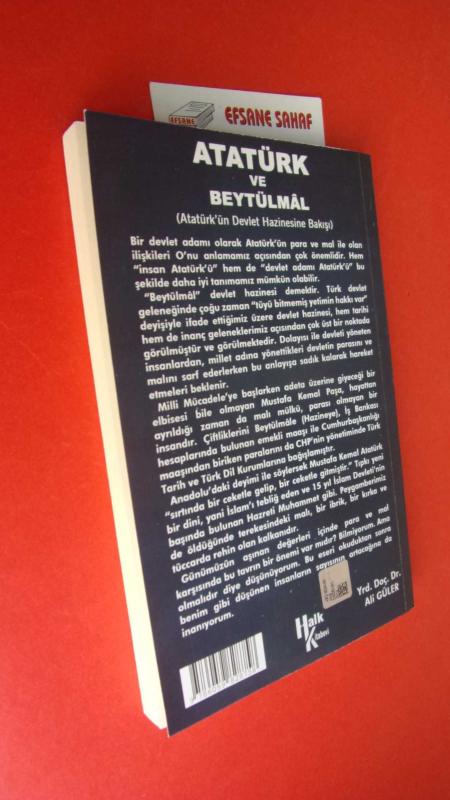 EFSANE SAHAF
EFSANE
ATATÜRK
VE
BEYTÜLMÂL
(Atatürk'ün Devlet Hazinesine Bakışı)
Bir devlet adamı olarak Atatürk'ün para ve mal ile olan
ilişkileri O'nu anlamamız açısından çok önemlidir. Hem
"insan Atatürk'ü" hem de "devlet adamı Atatürk'ü" bu
şekilde daha iyi tanımamız mümkün olabilir.
"Beytülmâl" devlet hazinesi demektir. Türk devlet
geleneğinde çoğu zaman "tüyü bitmemiş yetimin hakkı var"
deyişiyle ifade ettiğimiz üzere devlet hazinesi, hem tarihi
hem de inanç geleneklerimiz açısından çok üst bir noktada
görülmüştür ve görülmektedir. Dolayısı ile devleti yöneten
insanlardan, millet adına yönettikleri devletin parasını ve
malını sarf ederlerken bu anlayışa sadık kalarak hareket
etmeleri beklenir.
Milli Mücadele'ye başlarken adeta üzerine giyeceği bir
elbisesi bile olmayan Mustafa Kemal Paşa, hayattan
ayrıldığı zaman da malı mülkü, parası olmayan bir
insandır. Çiftliklerini Beytülmâle (Hazineye), İş Bankası
hesaplarında bulunan emekli maaşı ile Cumhurbaşkanlığı
maaşından biriken paralarını da CHP'nin yönetiminde Türk
Tarih ve Türk Dil Kurumlarına bağışlamıştır.
Anadolu'daki deyimi ile söylersek Mustafa Kemal Atatürk
"sırtında bir ceketle gelip, bir ceketle gitmiştir." Tıpkı yeni
bir dini, yani İslam'ı tebliğ eden ve 15 yıl İslam Devleti'nin
başında bulunan Hazreti Muhammet gibi. Peygamberimiz
de öldüğünde terekesindeki malı, bir ibrik, bir hırka ve
tüccarda rehin olan kalkanıdır.
Günümüzün aşınan değerleri içinde para ve mal
karşısında bu tavrın bir önemi var mıdır? Bilmiyorum. Ama
olmalıdır diye düşünüyorum. Bu eseri okuduktan sonra
benim gibi düşünen insanların sayısının artacağına da
inanıyorum.
Yrd. Doç. Dr.
Ali GÜLER
Halk
Kitabevi